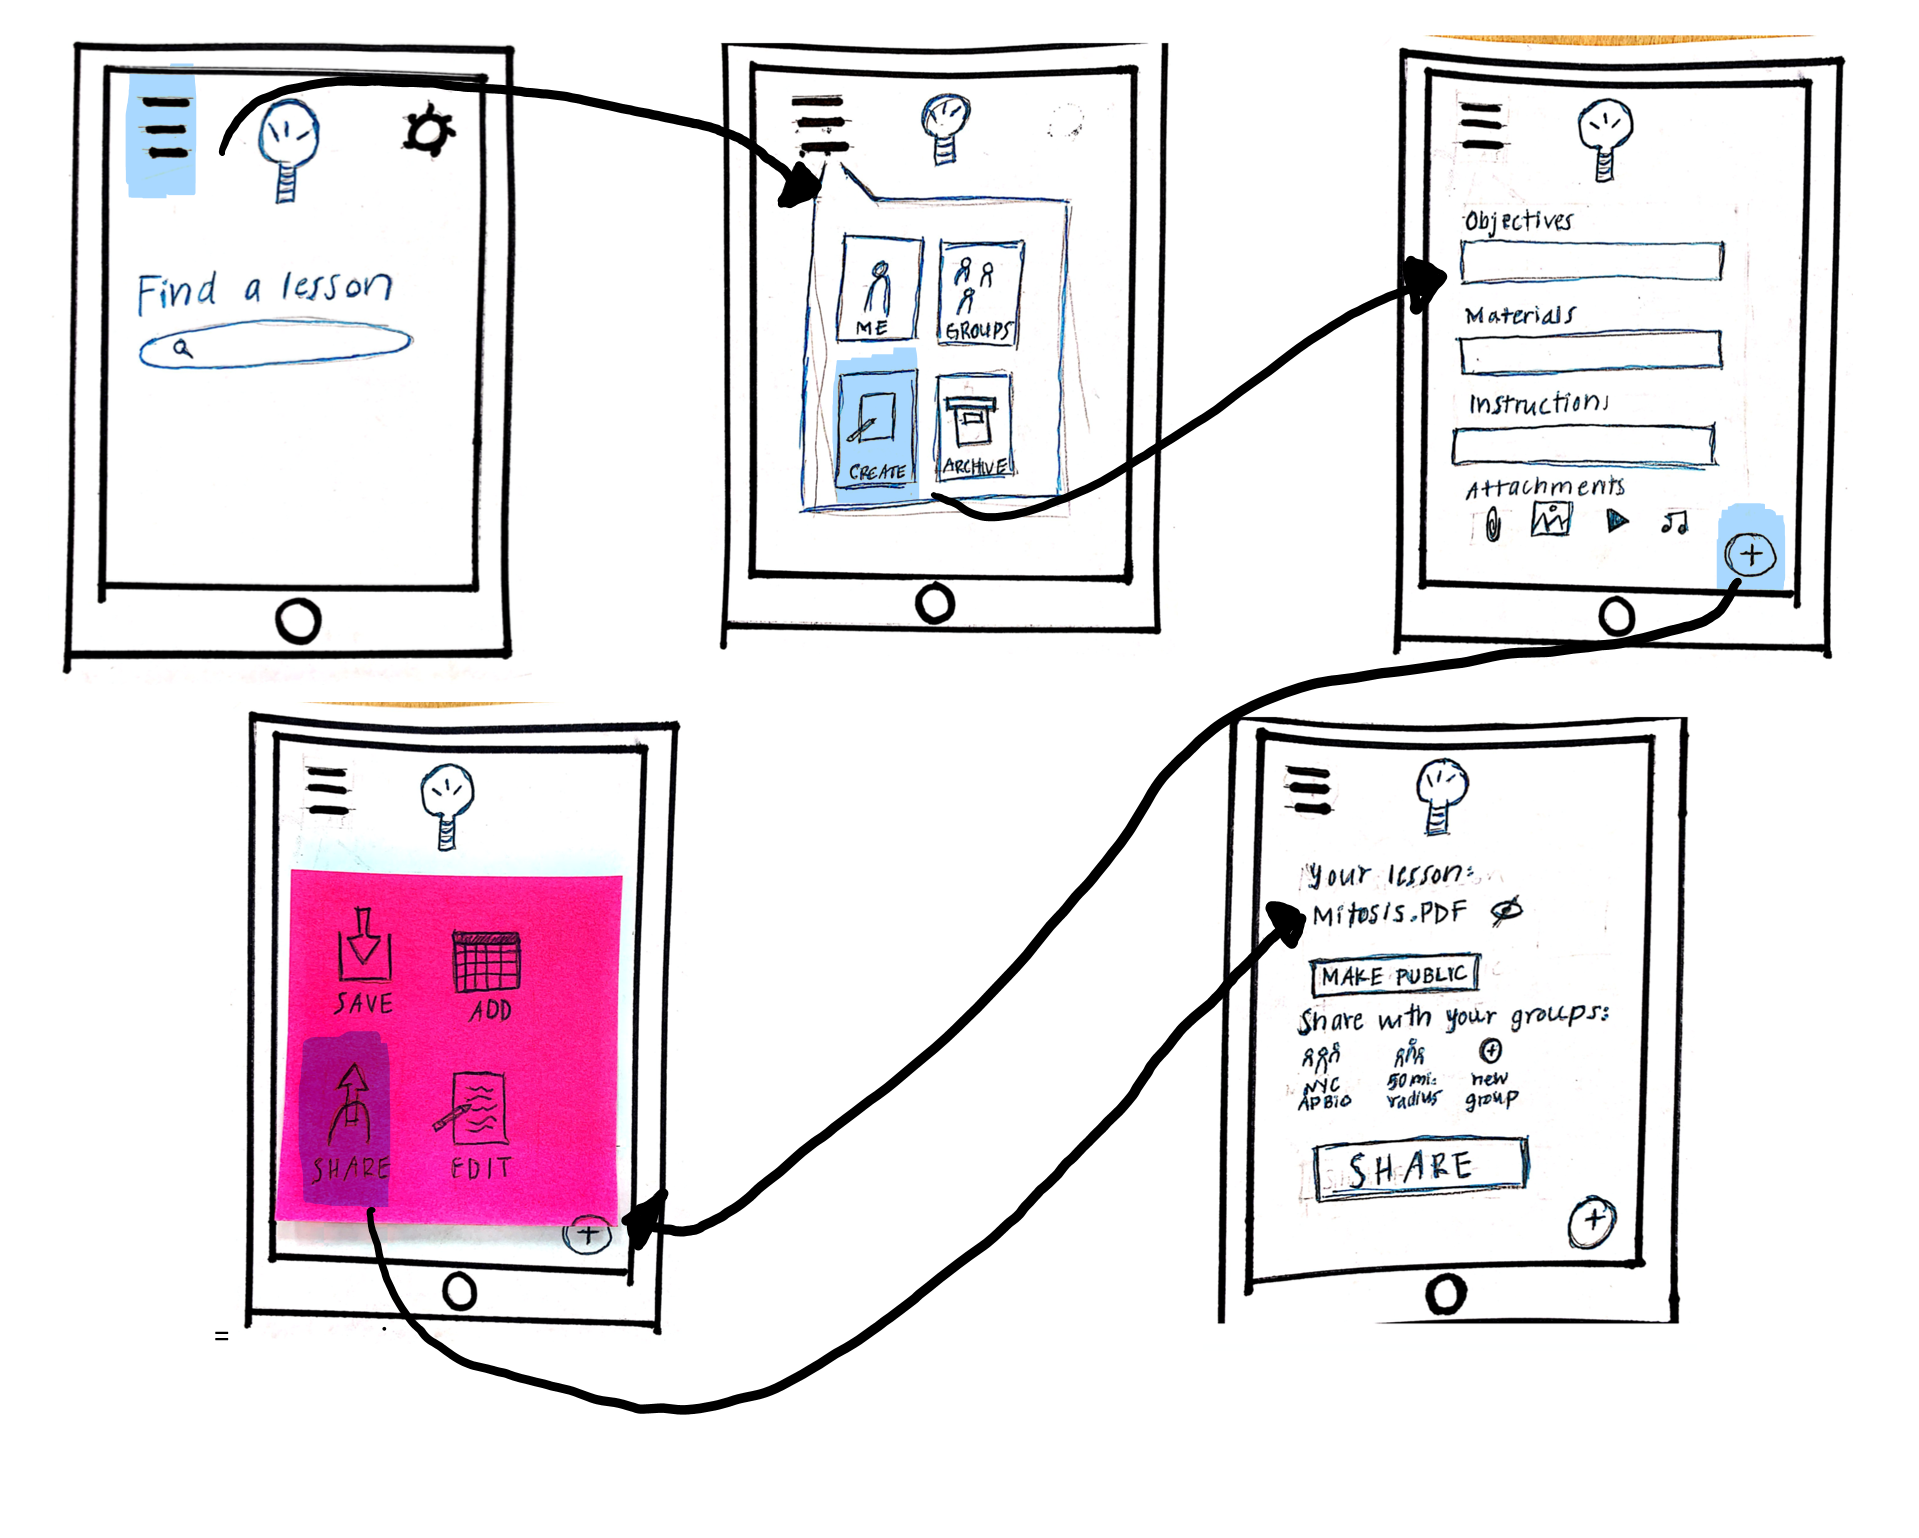 Find a lesson
ME
GROUPS
CREATE
ARCHIVE
Objectives
Materials
Instructions
Attachments
SAVE
ADD
SHARE
EDIT
=
Your lesson:
Mitosis.PDF
MAKE PUBLIC
Share with your groups:
NYC
AP BIO
50 mi.
radius
new
group
SHARE